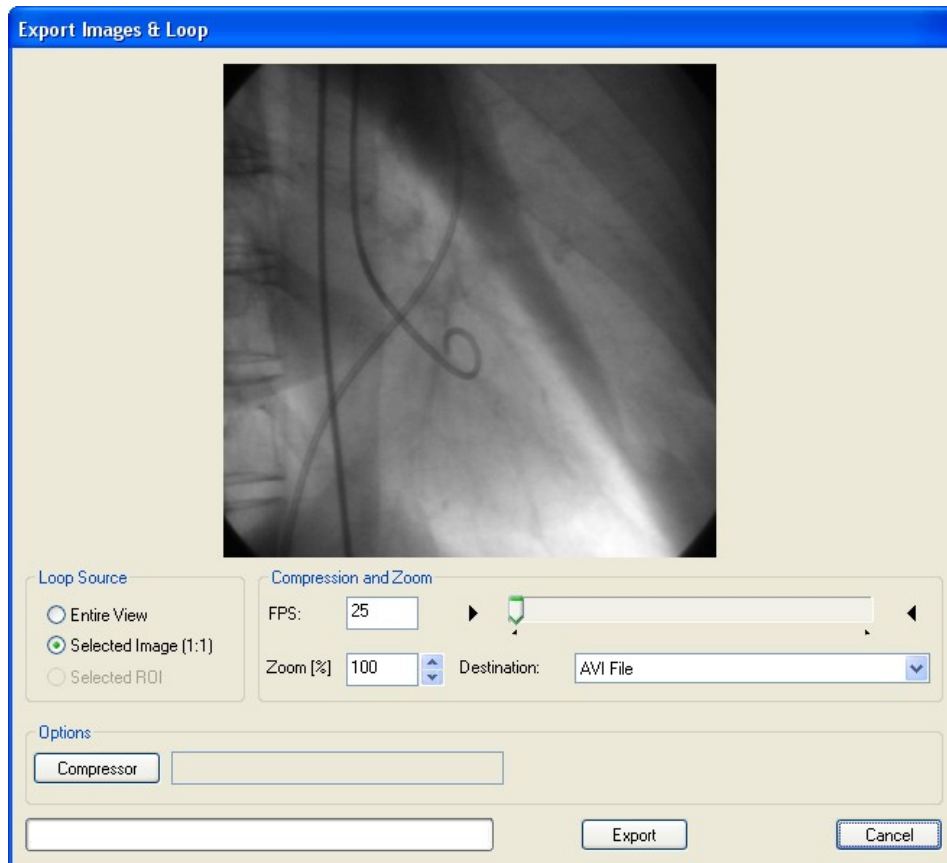 Export Images & Loop
Loop Source
Entire View
Selected Image (1:1)
Selected ROI
Compression and Zoom
FPS: 25
Zoom [%] 100 Destination: AVI File
Options
Compressor
Export Cancel